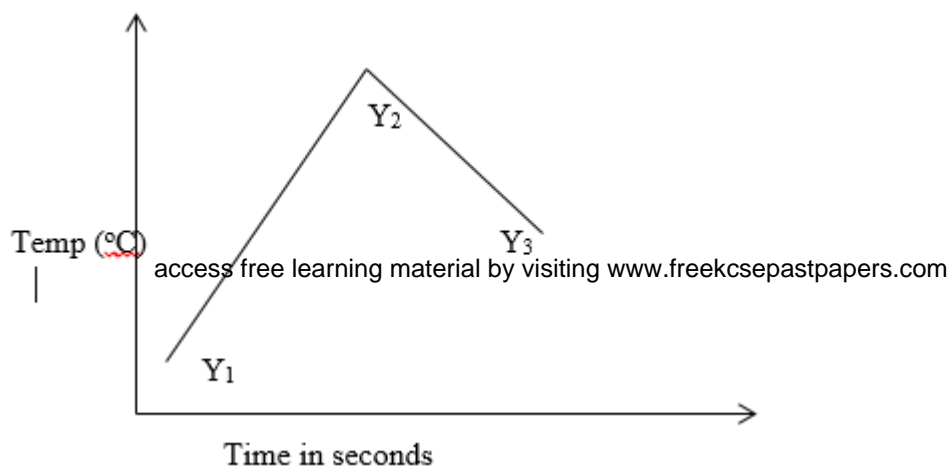 Y₂
Temp (°C)
Y₃
access free learning material by visiting www.freekcsepastpapers.com
Y₁
Time in seconds